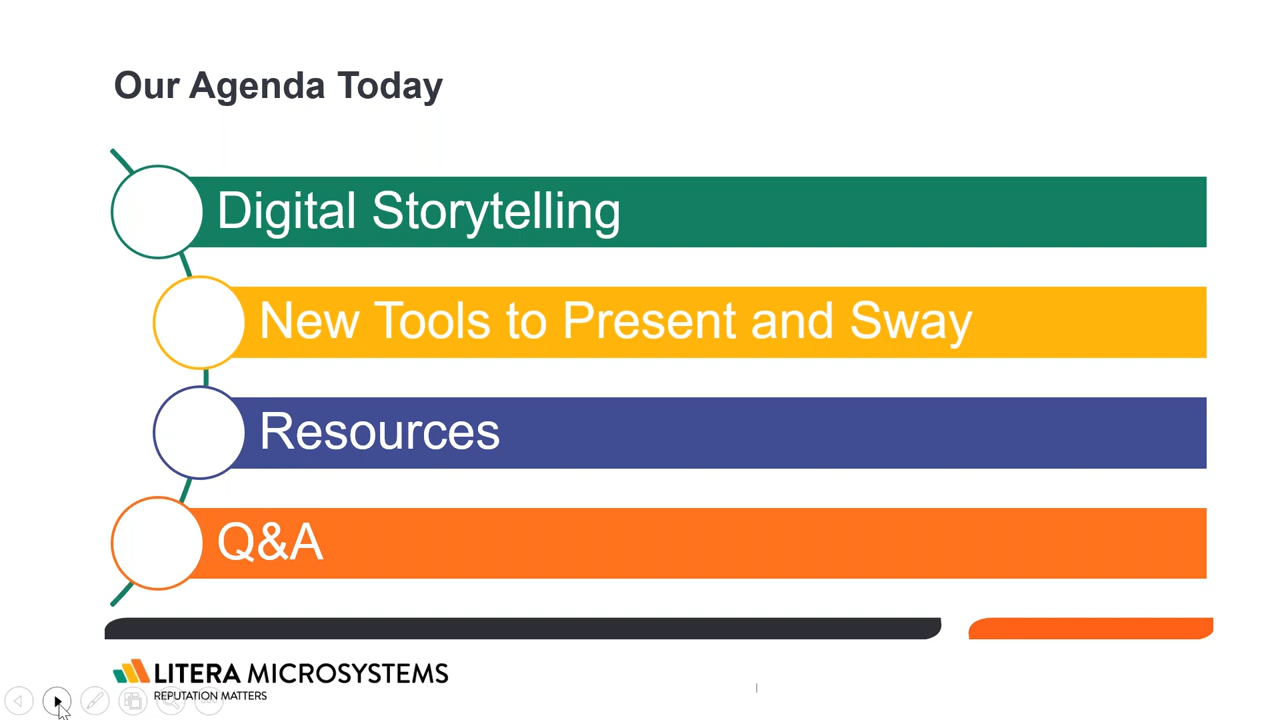 Our Agenda Today
Digital Storytelling
New Tools to Present and Sway
Resources
Q&A
LITERA MICROSYSTEMS
REPUTATION MATTERS